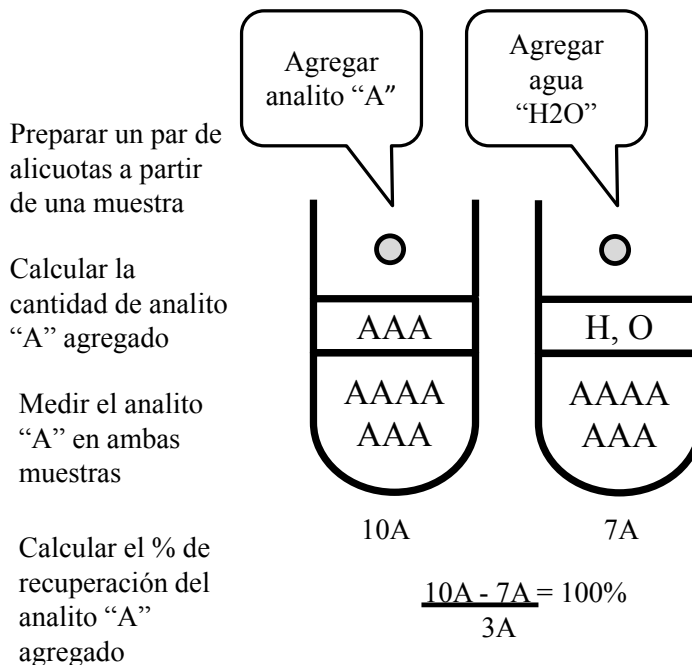 Agregar
analito “A”
Agregar
agua
“H2O”
Preparar un par de
alicuotas a partir
de una muestra
Calcular la
cantidad de analito
“A” agregado
AAA
H, O
Medir el analito
“A” en ambas
muestras
AAAA
AAA
AAAA
AAA
10A
7A
Calcular el % de
recuperación del
analito “A”
agregado
10A - 7A = 100%
3A